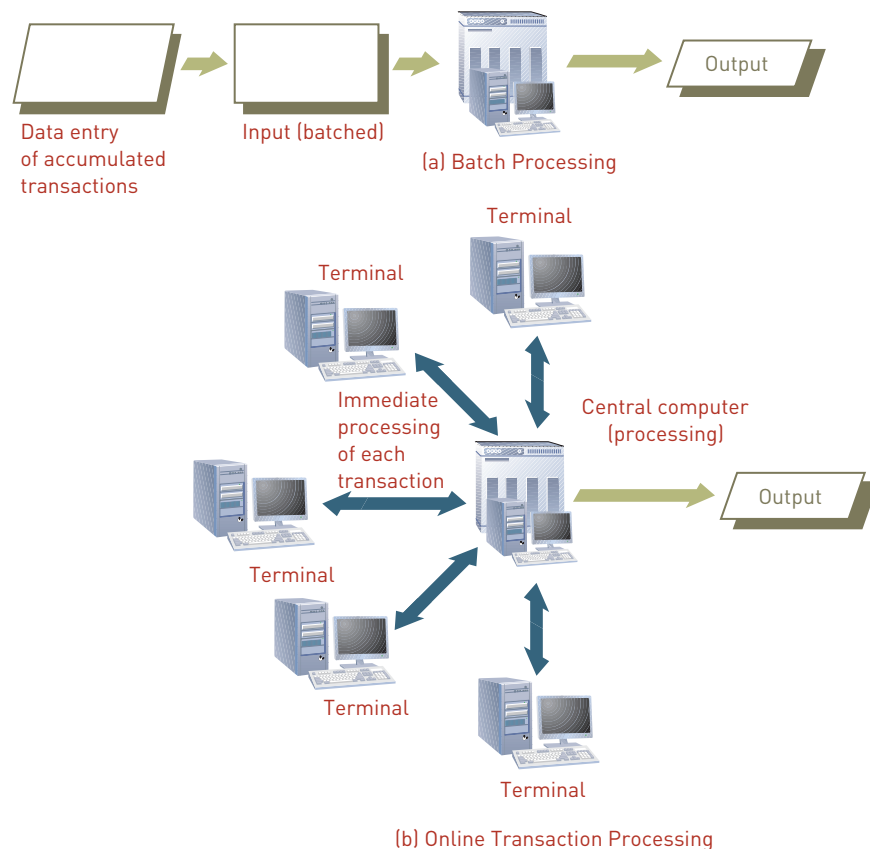 Output
Data entry
of accumulated
transactions
Input (batched)
(a) Batch Processing
Terminal
Terminal
Immediate
processing
of each
transaction
Central computer
(processing)
Output
Terminal
Terminal
Terminal
(b) Online Transaction Processing